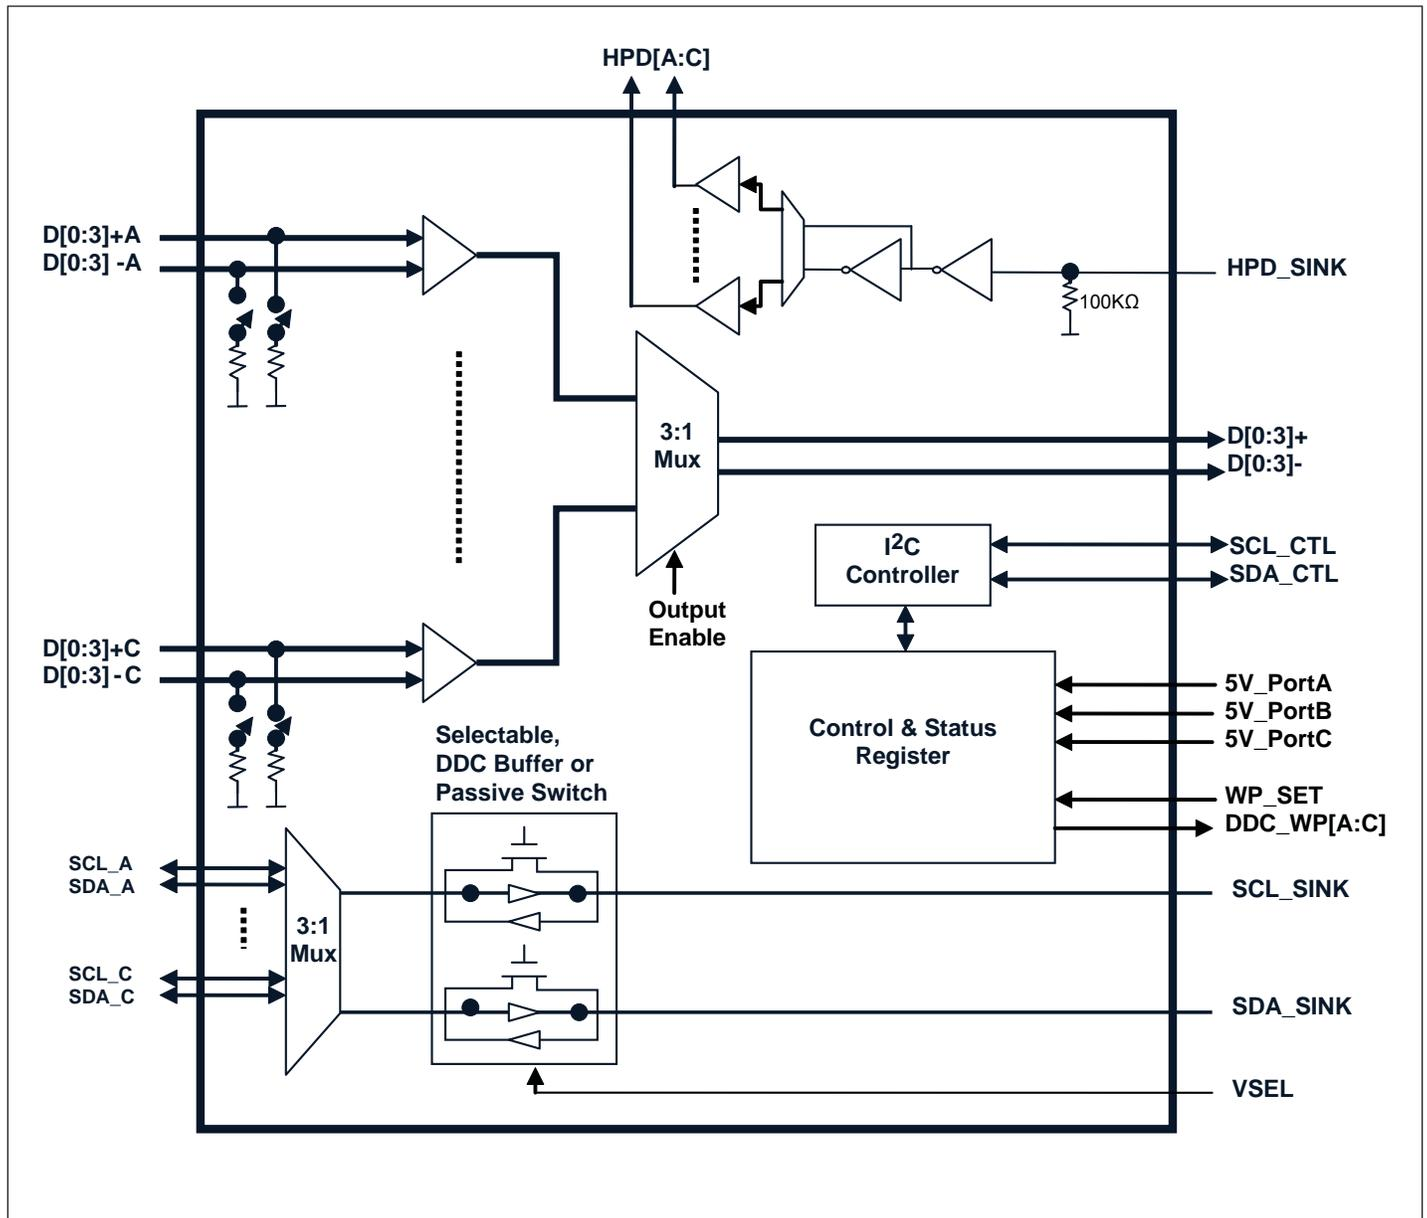 HPD[A:C]
D[0:3]+A
D[0:3] -A
HPD_SINK
100KΩ
3:1
Mux
D[0:3]+
D[0:3]-
I2C
Controller
SCL_CTL
SDA_CTL
Output
Enable
D[0:3]+C
D[0:3] -C
Control & Status
Register
5V_PortA
5V_PortB
5V_PortC
WP_SET
DDC_WP[A:C]
Selectable,
DDC Buffer or
Passive Switch
SCL_A
SDA_A
3:1
Mux
SCL_C
SDA_C
SCL_SINK
SDA_SINK
VSEL